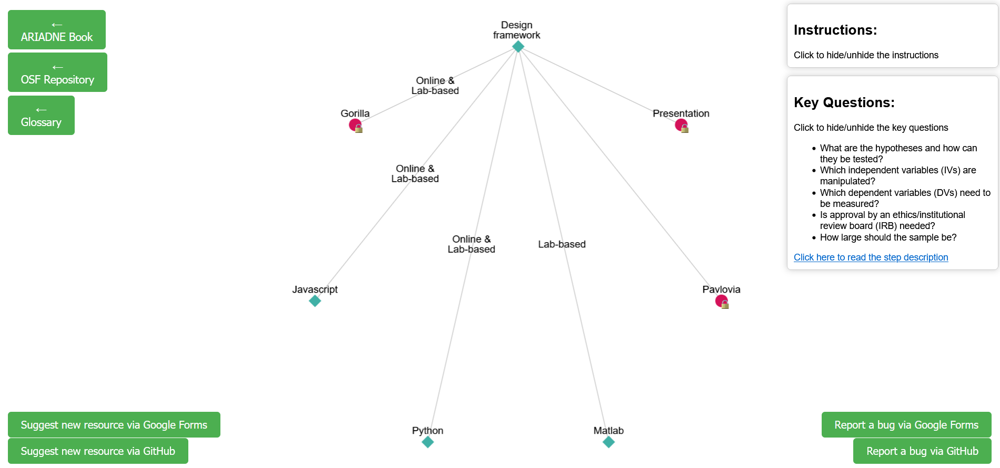 ←
ARIADNE Book
←
OSF Repository
←
Glossary
Design
framework
Online &
Lab-based
Gorilla
Presentation
Online &
Lab-based
Online &
Lab-based
Lab-based
Javascript
Pavlovia
Python
Matlab
Instructions:
Click to hide/unhide the instructions
Key Questions:
Click to hide/unhide the key questions
• What are the hypotheses and how can
they be tested?
• Which independent variables (IVs) are
manipulated?
• Which dependent variables (DVs) need to
be measured?
• Is approval by an ethics/institutional
review board (IRB) needed?
• How large should the sample be?
Click here to read the step description
Suggest new resource via Google Forms
Suggest new resource via GitHub
Report a bug via Google Forms
Report a bug via GitHub